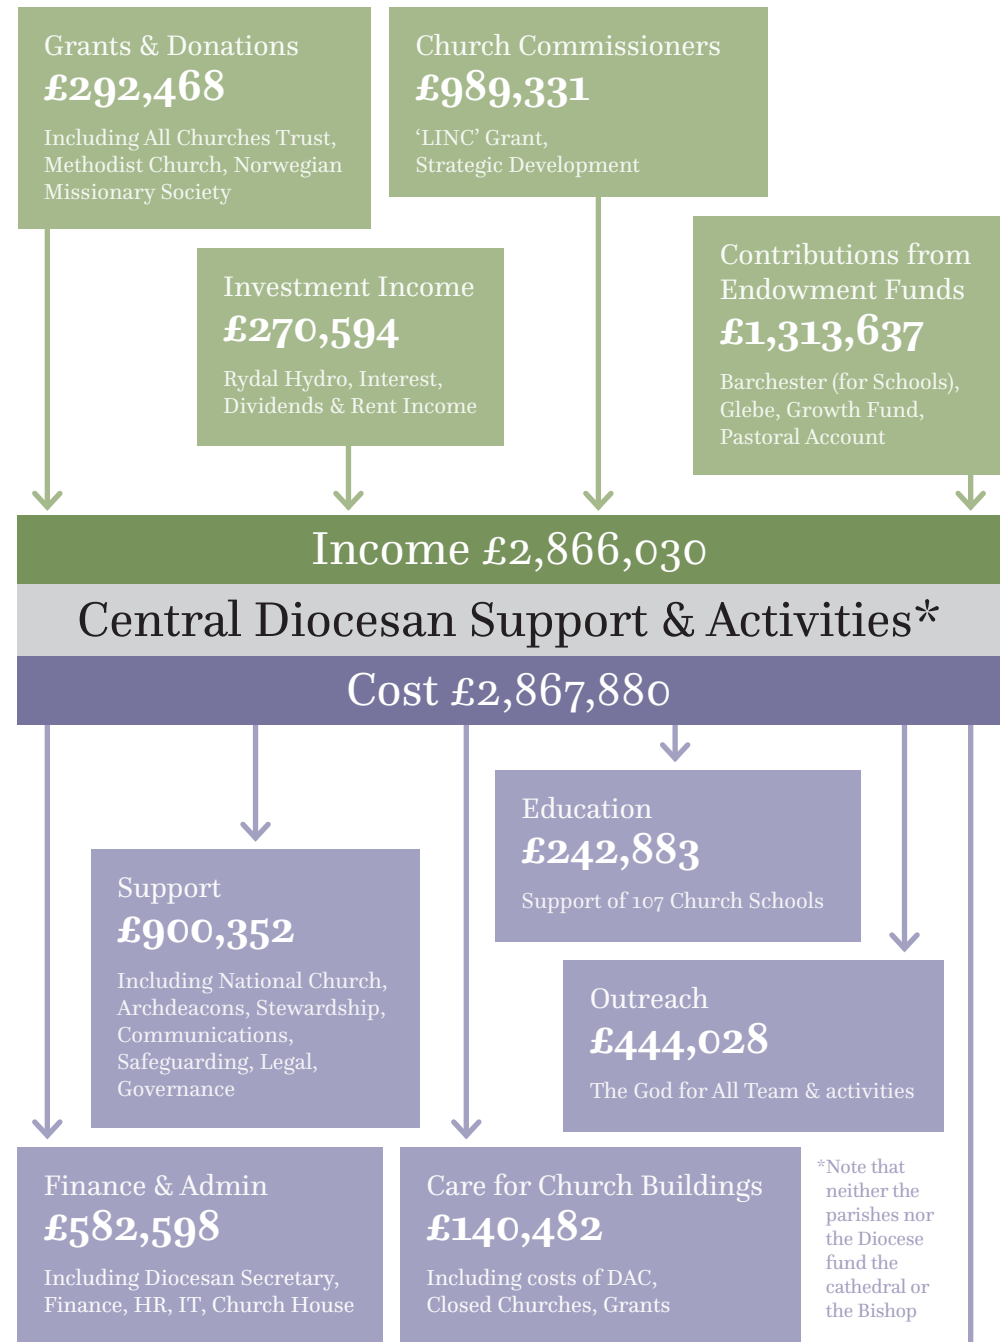 Grants & Donations
£292,468
Including All Churches Trust,
Methodist Church, Norwegian
Missionary Society
Church Commissioners
£989,331
‘LINC’ Grant,
Strategic Development
Investment Income
£270,594
Rydal Hydro, Interest,
Dividends & Rent Income
Contributions from
Endowment Funds
£1,313,637
Barchester (for Schools),
Glebe, Growth Fund,
Pastoral Account
Income £2,866,030
Central Diocesan Support & Activities*
Cost £2,867,880
Education
£242,883
Support of 107 Church Schools
Support
£900,352
Including National Church,
Archdeacons, Stewardship,
Communications,
Safeguarding, Legal,
Governance
Outreach
£444,028
The God for All Team & activities
Finance & Admin
£582,598
Including Diocesan Secretary,
Finance, HR, IT, Church House
Care for Church Buildings
£140,482
Including costs of DAC,
Closed Churches, Grants
*Note that
neither the
parishes nor
the Diocese
fund the
cathedral or
the Bishop